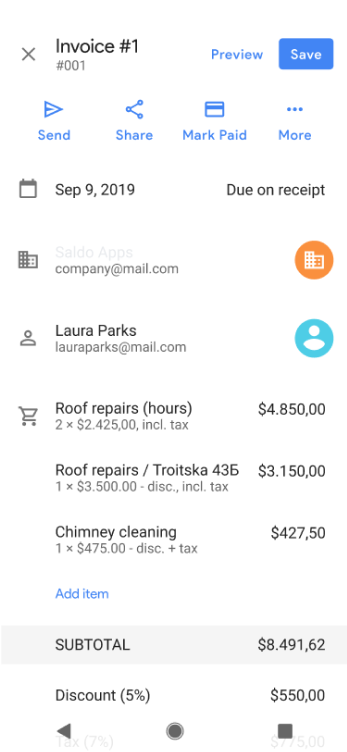 Invoice #1
#001
Preview
Save
Send
Share
Mark Paid
More
Sep 9, 2019
Due on receipt
Saldo Apps
company@mail.com
Laura Parks
lauraparks@mail.com
Roof repairs (hours)
$4.850,00
2 × $2.425,00, incl. tax
Roof repairs / Troitska 43Б
$3.150,00
1 × $3.500.00 - disc., incl. tax
Chimney cleaning
$427,50
1 × $475.00 - disc. + tax
Add item
SUBTOTAL
$8.491,62
Discount (5%)
$550,00
Tax (7%)
$775,00